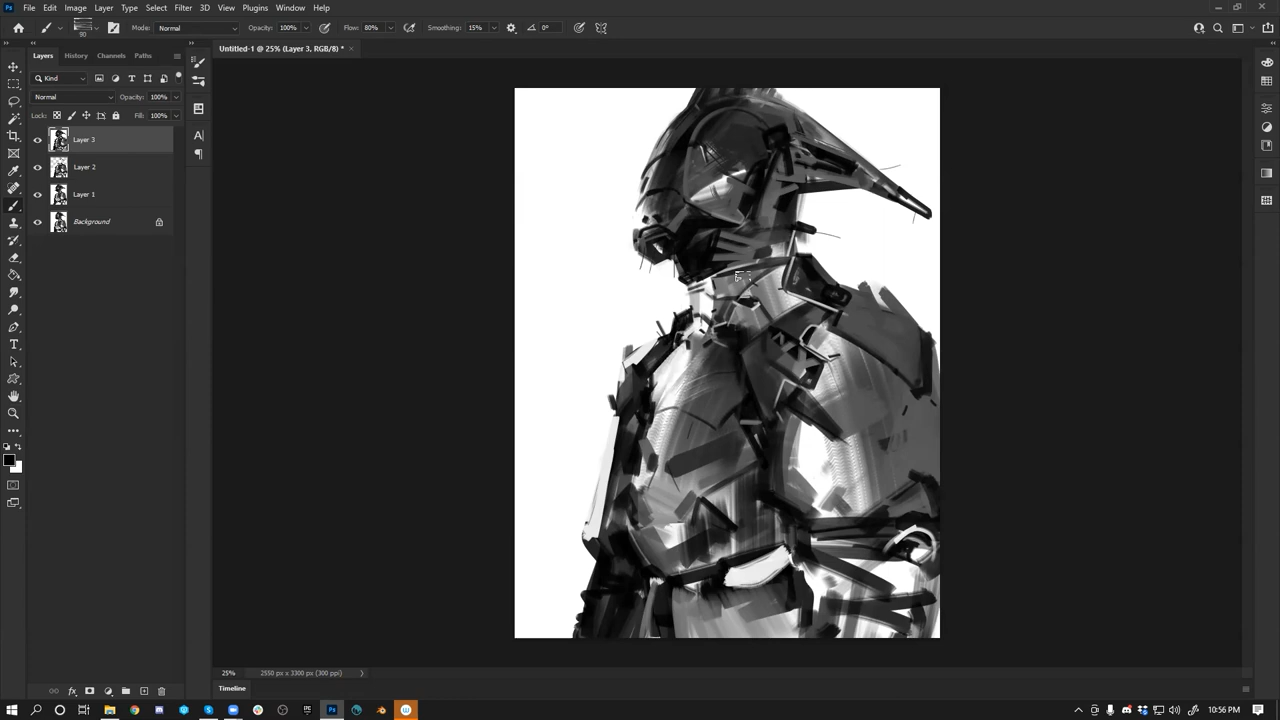 Ps File Edit Image Layer Type Select Filter 3D View Plugins Window Help
90 Mode: Normal Opacity: 100% Flow: 80% Smoothing: 15% 0°
Layers History Channels Paths
Untitled-1 @ 25% (Layer 3, RGB/8) * ×
Kind
Normal Opacity: 100%
Lock: Fill: 100%
Layer 3
Layer 2
Layer 1
Background
25% 2550 px x 3300 px (300 ppi)
Timeline
10:56 PM